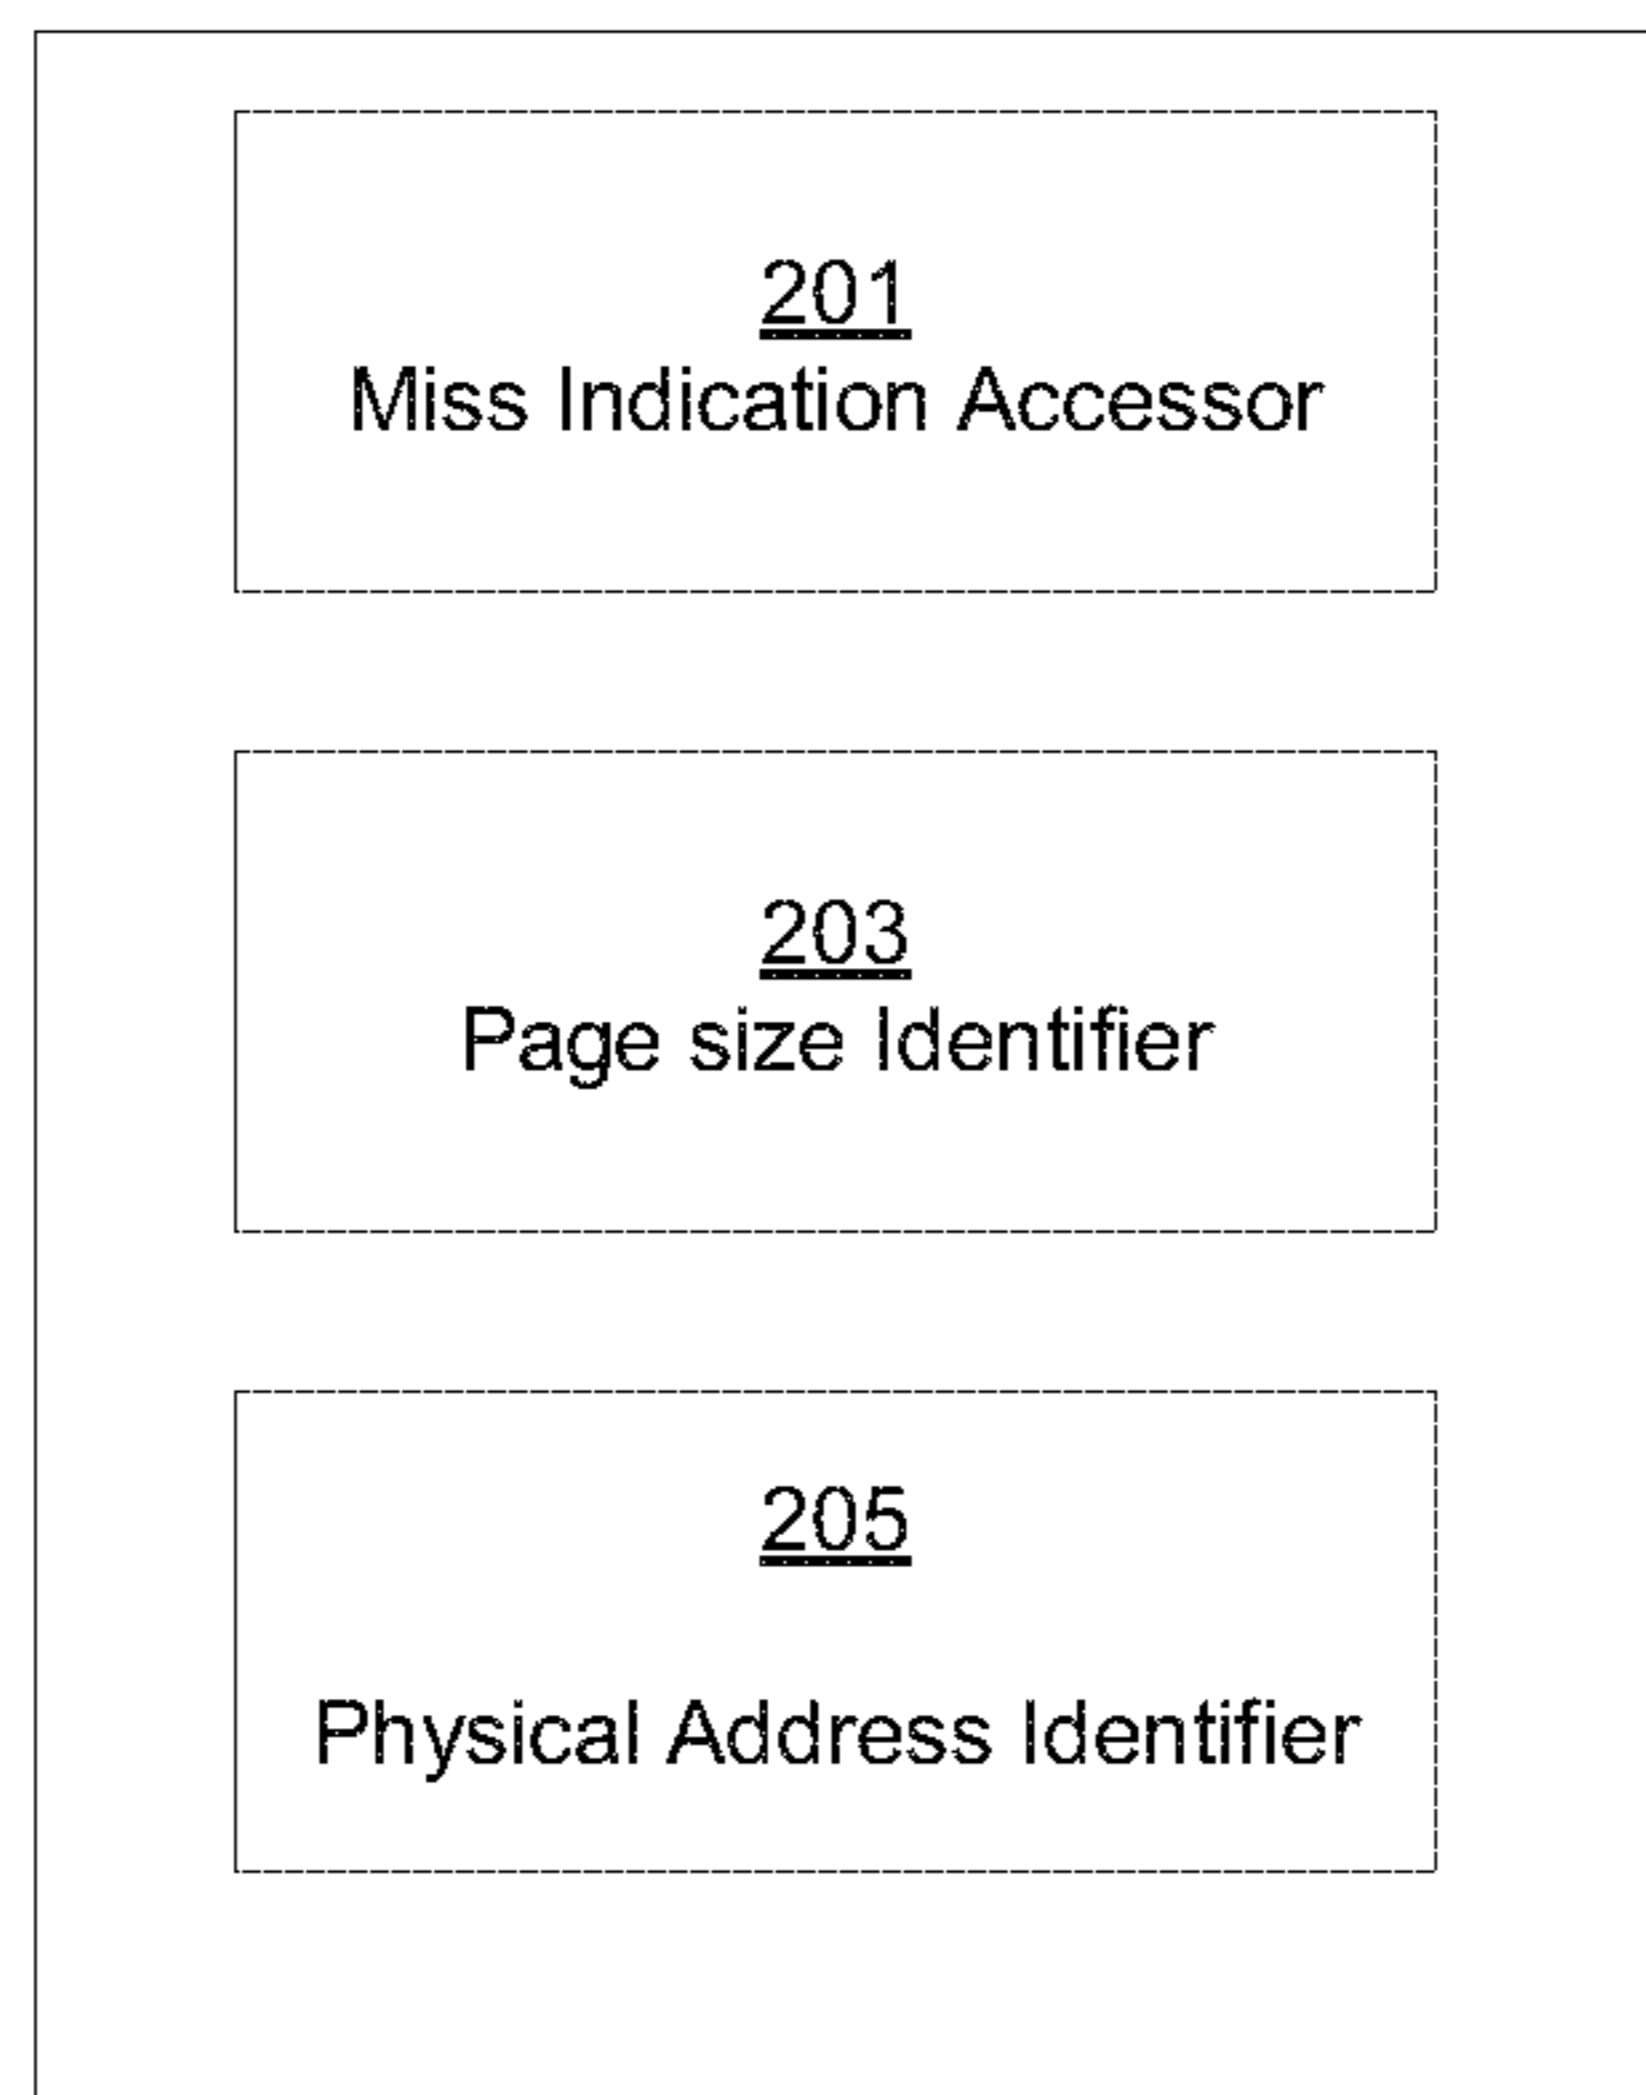 201
Miss Indication Accessor
203
Page size Identifier
205
Physical Address Identifier